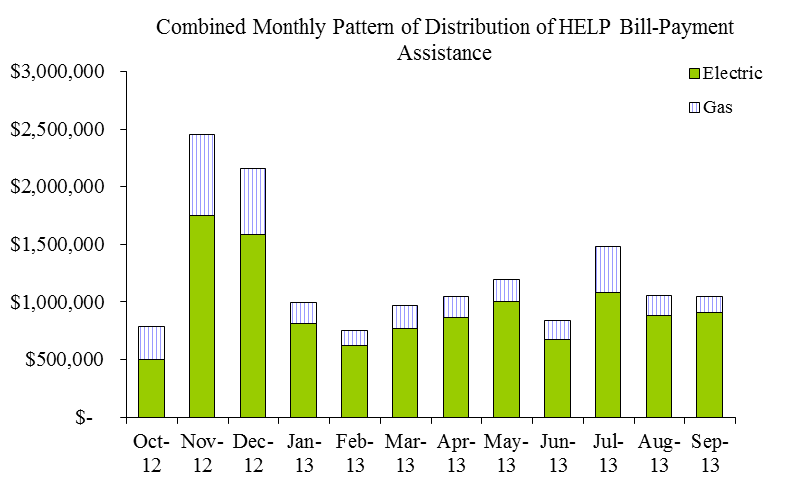 Combined Monthly Pattern of Distribution of HELP Bill-Payment
Assistance
$3,000,000
$2,500,000
$2,000,000
$1,500,000
$1,000,000
$500,000
$-
Electric
Gas
Oct- Nov- Dec- Jan- Feb- Mar- Apr- May- Jun- Jul- Aug- Sep-
12 12 12 13 13 13 13 13 13 13 13 13